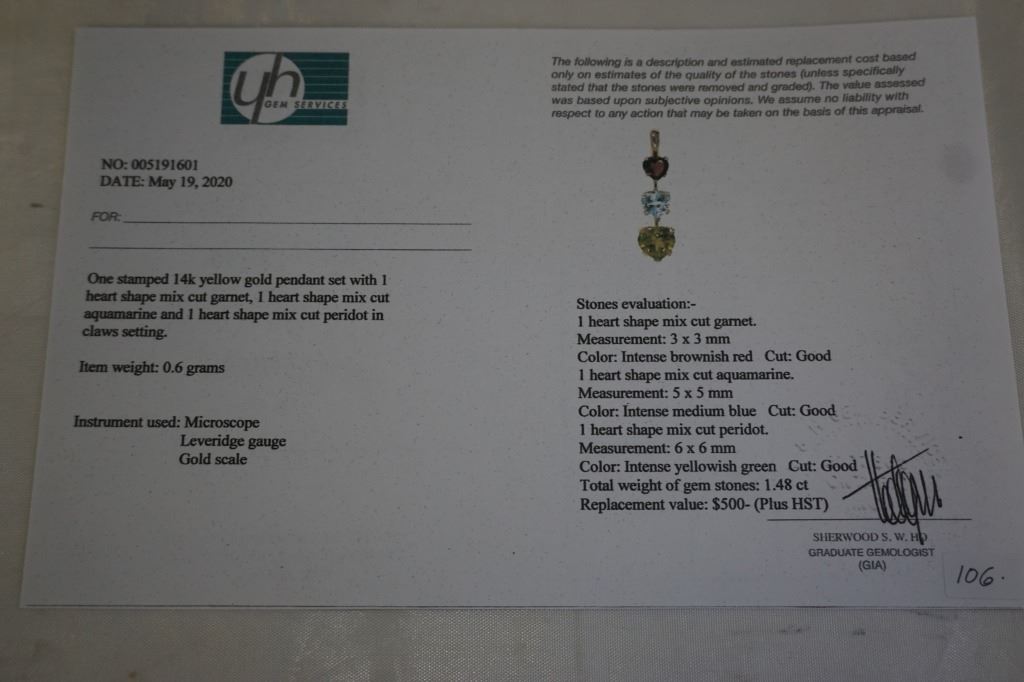 yh
GEM SERVICES
NO: 005191601
DATE: May 19, 2020
FOR:
One stamped 14k yellow gold pendant set with 1
heart shape mix cut garnet, 1 heart shape mix cut
aquamarine and 1 heart shape mix cut peridot in
claws setting.
Item weight: 0.6 grams
Instrument used: Microscope
Leveridge gauge
Gold scale
The following is a description and estimated replacement cost based
only on estimates of the quality of the stones (unless specifically
stated that the stones were removed and graded). The value assessed
was based upon subjective opinions. We assume no liability with
respect to any action that may be taken on the basis of this appraisal.
Stones evaluation:-
1 heart shape mix cut garnet.
Measurement: 3 x 3 mm
Color: Intense brownish red Cut: Good
1 heart shape mix cut aquamarine.
Measurement: 5 x 5 mm
Color: Intense medium blue Cut: Good
1 heart shape mix cut peridot.
Measurement: 6 x 6 mm
Color: Intense yellowish green Cut: Good
Total weight of gem stones: 1.48 ct
Replacement value: $500- (Plus HST)
SHERWOOD S. W. HO
GRADUATE GEMOLOGIST
(GIA)
106.